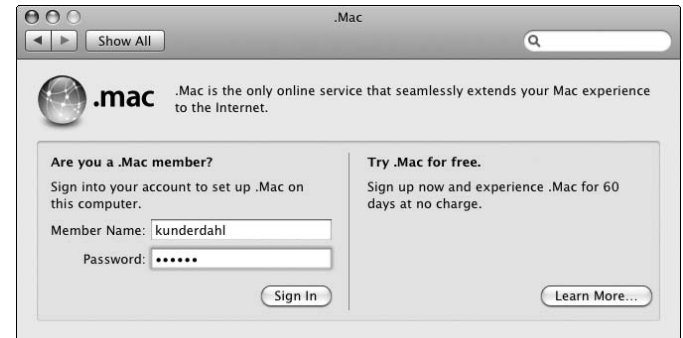 .Mac
Show All
.mac
.Mac is the only online service that seamlessly extends your Mac experience
to the Internet.
Are you a .Mac member?
Sign into your account to set up .Mac on
this computer.
Member Name: kunderdahl
Password: ••••••
Sign In
Try .Mac for free.
Sign up now and experience .Mac for 60
days at no charge.
Learn More...